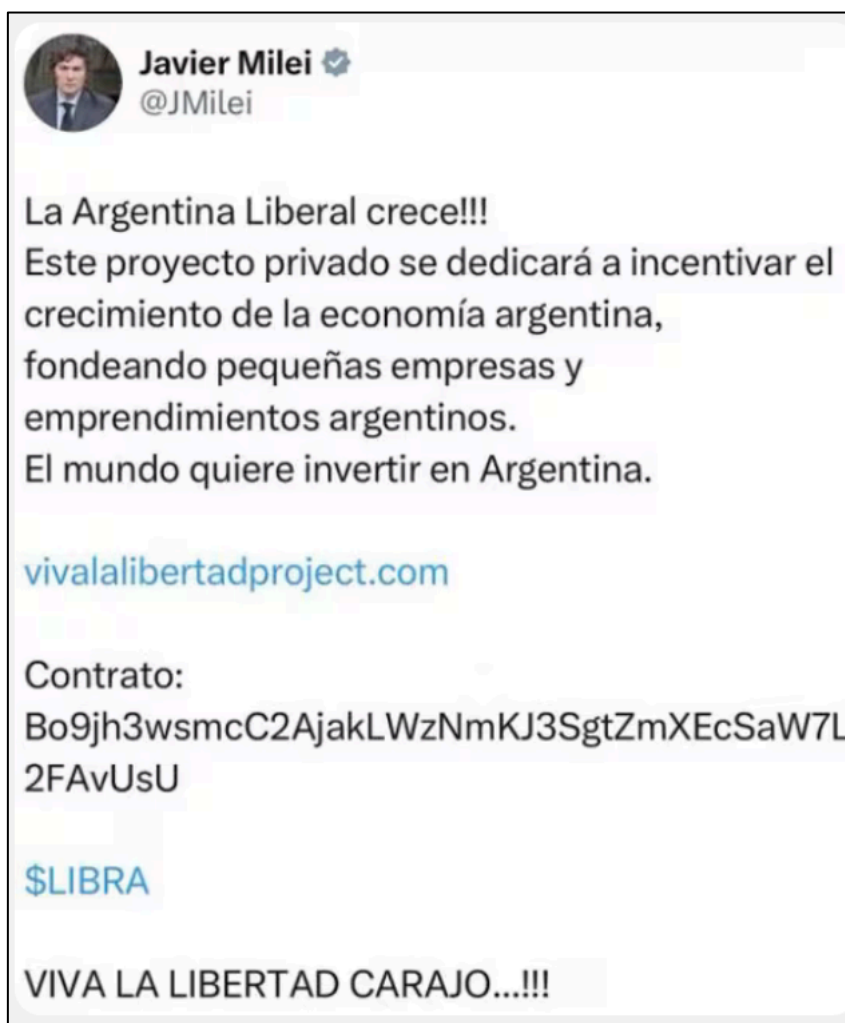 Javier Milei
@JMilei
La Argentina Liberal crece!!!
Este proyecto privado se dedicará a incentivar el
crecimiento de la economía argentina,
fondeando pequeñas empresas y
emprendimientos argentinos.
El mundo quiere invertir en Argentina.
vivalalibertadproject.com
Contrato:
Bo9jh3wsmcC2AjakLWzNmKJ3SgtZmXEcSaW7L
2FAvUsU
$LIBRA
VIVA LA LIBERTAD CARAJO...!!!